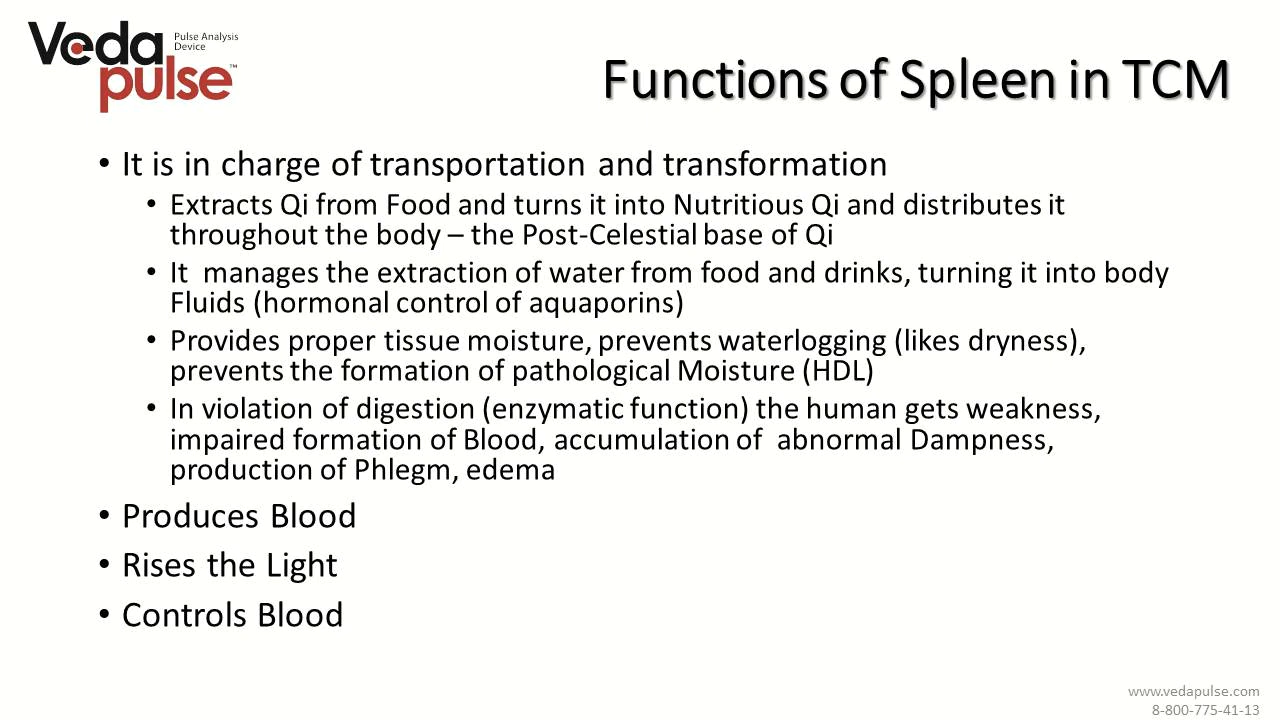 Veda
pulse™
Pulse Analysis
Device
Functions of Spleen in TCM
• It is in charge of transportation and transformation
• Extracts Qi from Food and turns it into Nutritious Qi and distributes it
throughout the body – the Post-Celestial base of Qi
• It manages the extraction of water from food and drinks, turning it into body
Fluids (hormonal control of aquaporins)
• Provides proper tissue moisture, prevents waterlogging (likes dryness),
prevents the formation of pathological Moisture (HDL)
• In violation of digestion (enzymatic function) the human gets weakness,
impaired formation of Blood, accumulation of abnormal Dampness,
production of Phlegm, edema
• Produces Blood
• Rises the Light
• Controls Blood
www.vedapulse.com
8-800-775-41-13